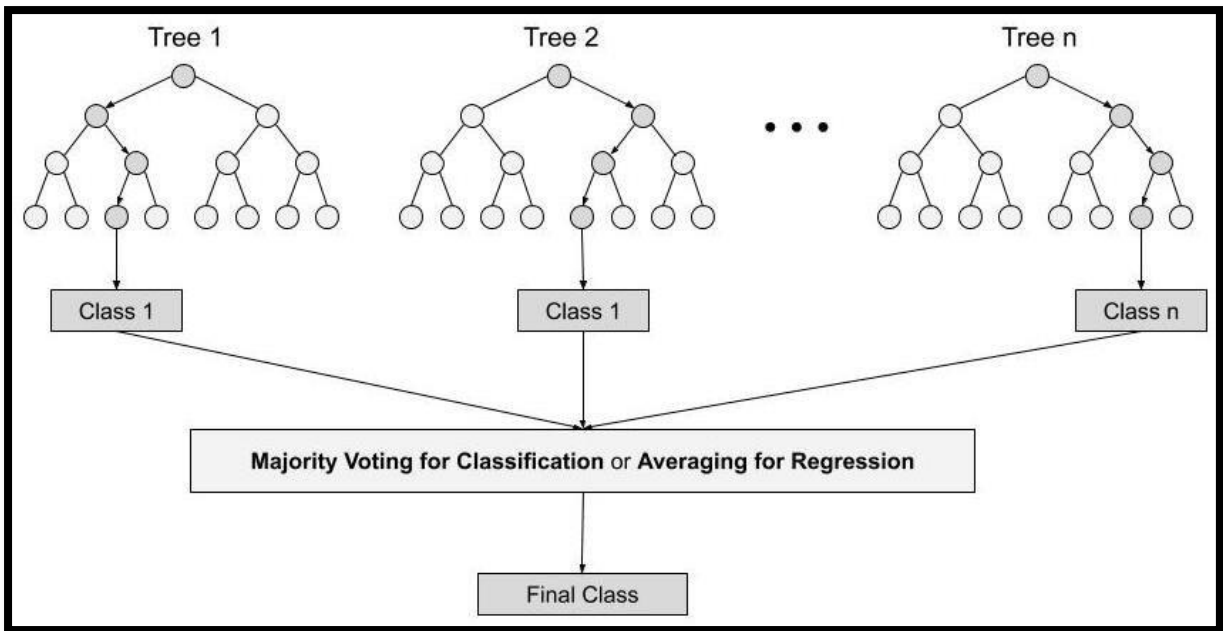 Tree 1
Tree 2
Tree n
Class 1
Class 1
Class n
Majority Voting for Classification or Averaging for Regression
Final Class